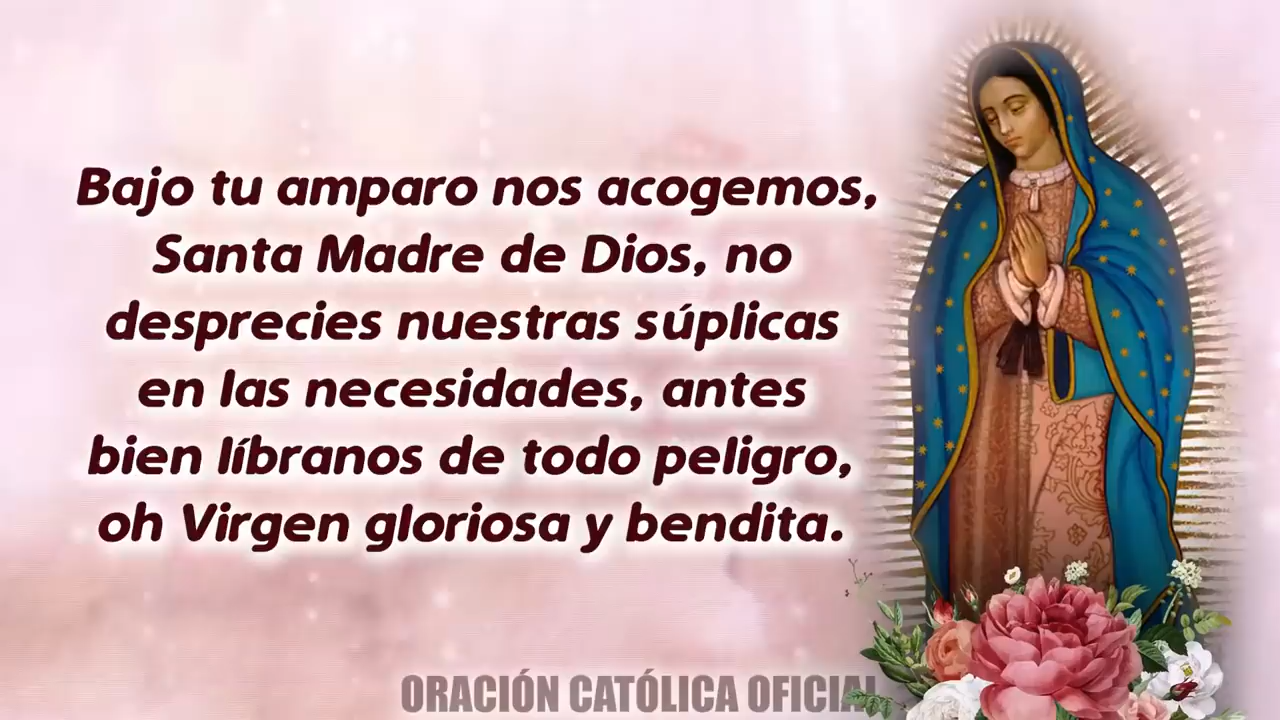 Bajo tu amparo nos acogemos,
Santa Madre de Dios, no
desprecies nuestras súplicas
en las necesidades, antes
bien líbranos de todo peligro,
oh Virgen gloriosa y bendita.
ORACIÓN CATÓLICA OFICIAL